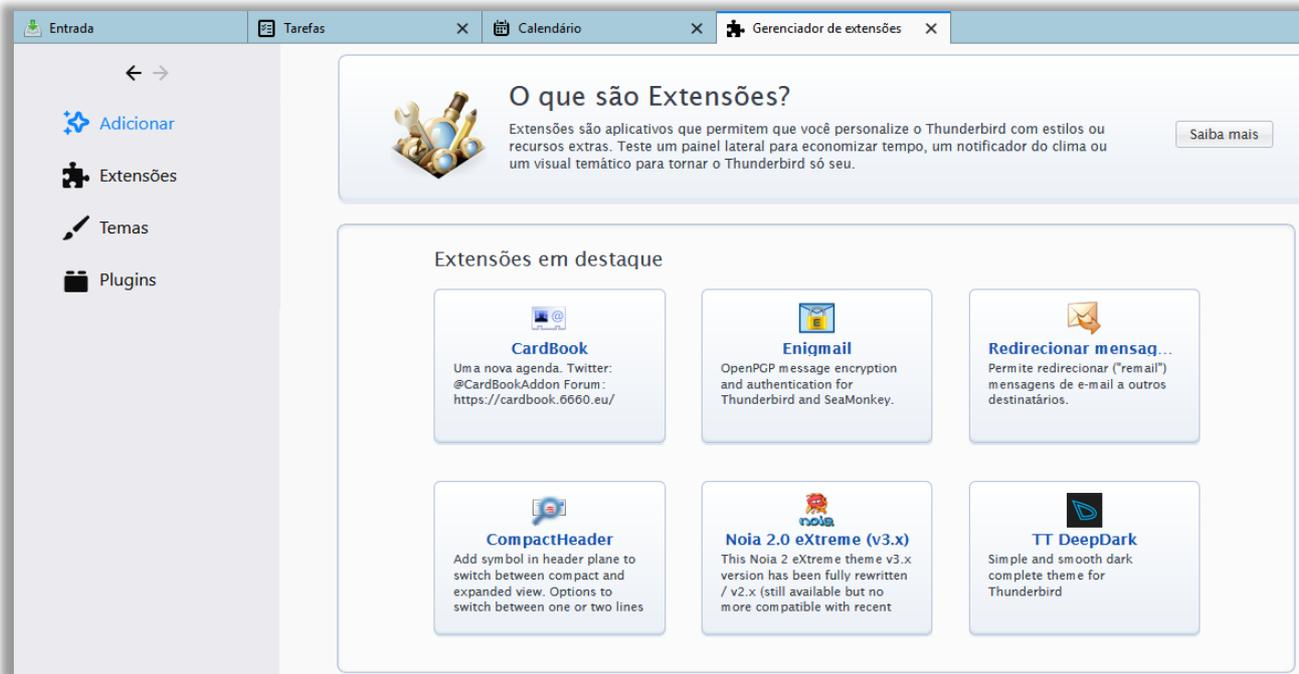 Entrada
Tarefas
Calendário
Gerenciador de extensões
Adicionar
Extensões
Temas
Plugins
O que são Extensões?
Extensões são aplicativos que permitem que você personalize o Thunderbird com estilos ou
recursos extras. Teste um painel lateral para economizar tempo, um notificador do clima ou
um visual temático para tornar o Thunderbird só seu.
Saiba mais
Extensões em destaque
CardBook
Uma nova agenda. Twitter:
@CardBookAddon Forum:
https://cardbook.6660.eu/
Enigmail
OpenPGP message encryption
and authentication for
Thunderbird and SeaMonkey.
Redirecionar mensag...
Permite redirecionar ("remail")
mensagens de e-mail a outros
destinatários.
CompactHeader
Add symbol in header plane to
switch between compact and
expanded view. Options to
switch between one or two lines
noia
Noia 2.0 eXtreme (v3.x)
This Noia 2 eXtreme theme v3.x
version has been fully rewritten
/ v2.x (still available but no
more compatible with recent
TT DeepDark
Simple and smooth dark
complete theme for
Thunderbird